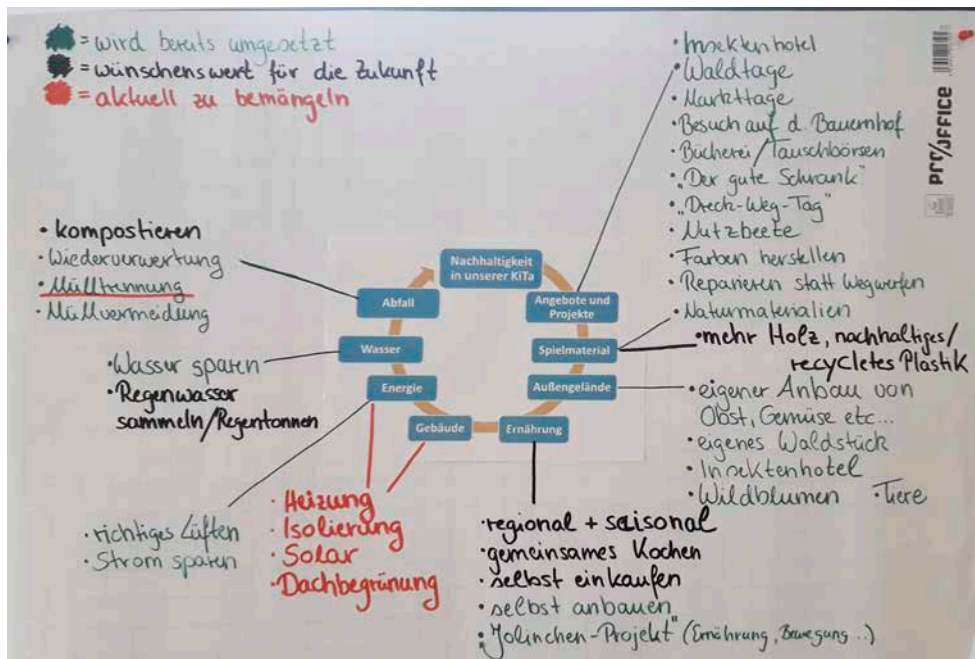 = wird bereits umgesetzt
= wünschenswert für die Zukunft
= aktuell zu bemängeln
• Insektenhotel
• Waldtage
• Markttage
• Besuch auf d. Bauernhof
• Bücherei/Tauschbörsen
• „Der gute Schrank"
• „Dreck-Weg-Tag"
• Nutzbeete
• Farben herstellen
• Reparieren statt Wegwerfen
• Naturmaterialien
• mehr Holz, nachhaltiges/
recycletes Plastik
• eigener Anbau von
Obst, Gemüse etc...
• eigenes Waldstück
• Insektenhotel
• Wildblumen • Tiere
PRO/OFFICE
• kompostieren
• Wiederverwertung
• Mülltrennung
• Müllvermeidung
• Wasser sparen
• Regenwasser
sammeln/Regentonnen
• richtiges Lüften
• Strom sparen
Nachhaltigkeit
in unserer KiTa
Angebote und
Projekte
Spielmaterial
Außengelände
Ernährung
Gebäude
Energie
Wasser
Abfall
• Heizung
• Isolierung
• Solar
• Dachbegrünung
• regional + saisonal
• gemeinsames Kochen
• selbst einkaufen
• selbst anbauen
• „Jolinchen-Projekt" (Ernährung, Bewegung...)